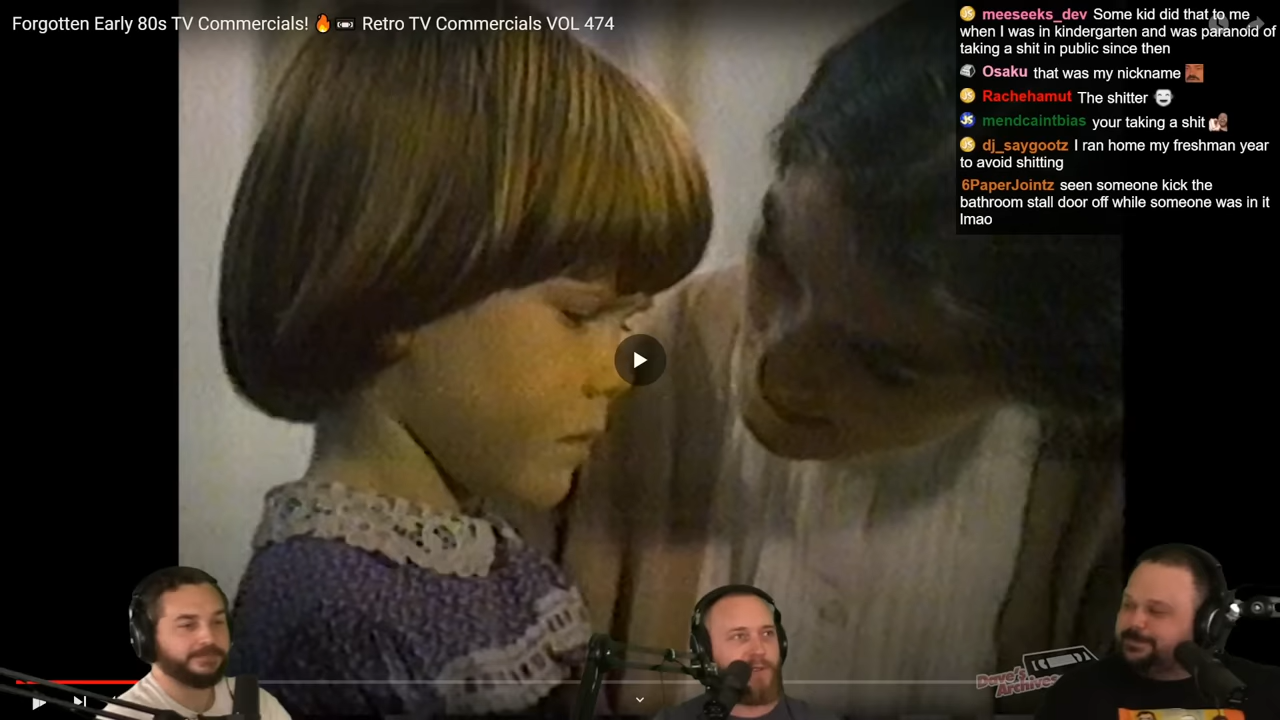 Forgotten Early 80s TV Commercials! 🔥📼 Retro TV Commercials VOL 474
meeseeks_dev Some kid did that to me
when I was in kindergarten and was paranoid of
taking a shit in public since then
Osaku that was my nickname
Rachehamut The shitter
mendcaintbias your taking a shit
dj_saygootz I ran home my freshman year
to avoid shitting
6PaperJointz seen someone kick the
bathroom stall door off while someone was in it
lmao
Dave's
Archives